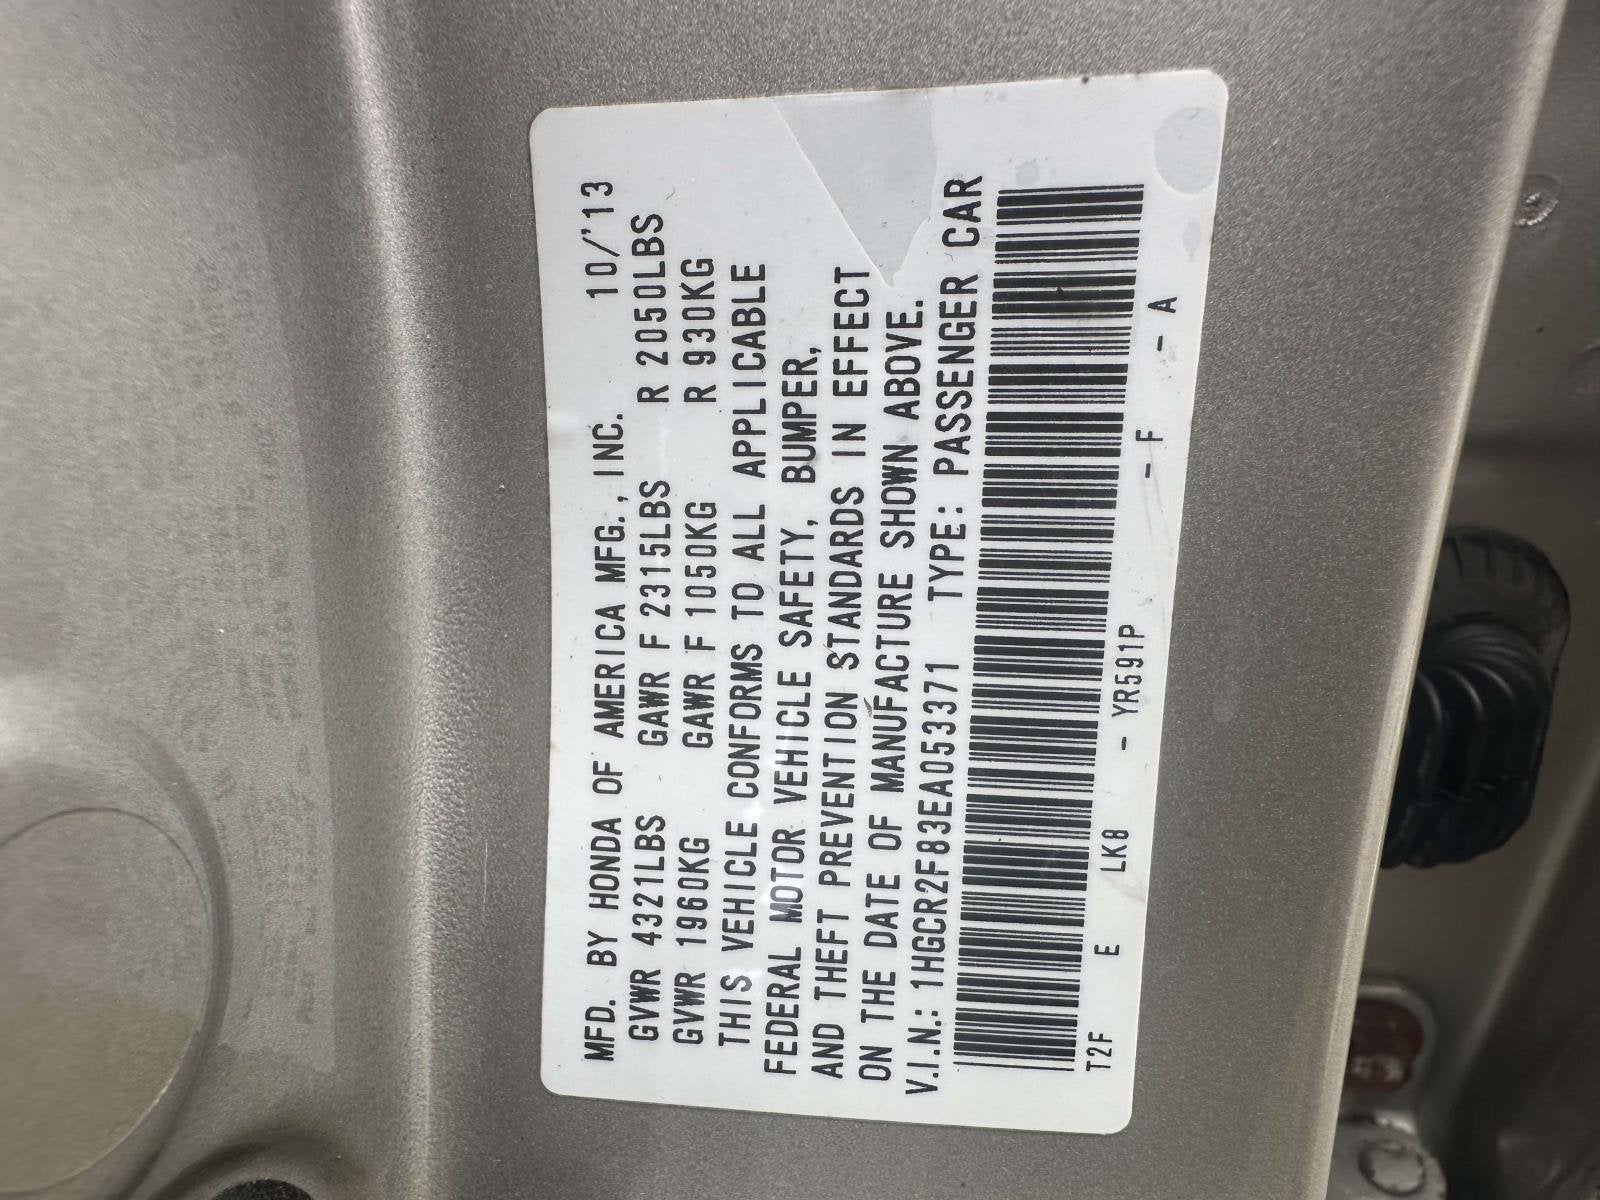 MFD. BY HONDA OF AMERICA MFG., INC. 10/'13
GVWR 4321LBS GAWR F 2315LBS R 2050LBS
GVWR 1960KG GAWR F 1050KG R 930KG
THIS VEHICLE CONFORMS TO ALL APPLICABLE
FEDERAL MOTOR VEHICLE SAFETY, BUMPER,
AND THEFT PREVENTION STANDARDS IN EFFECT
ON THE DATE OF MANUFACTURE SHOWN ABOVE.
V.I.N.: 1HGCR2F83EA053371 TYPE: PASSENGER CAR
T2F E LK8 - YR591P - F - A